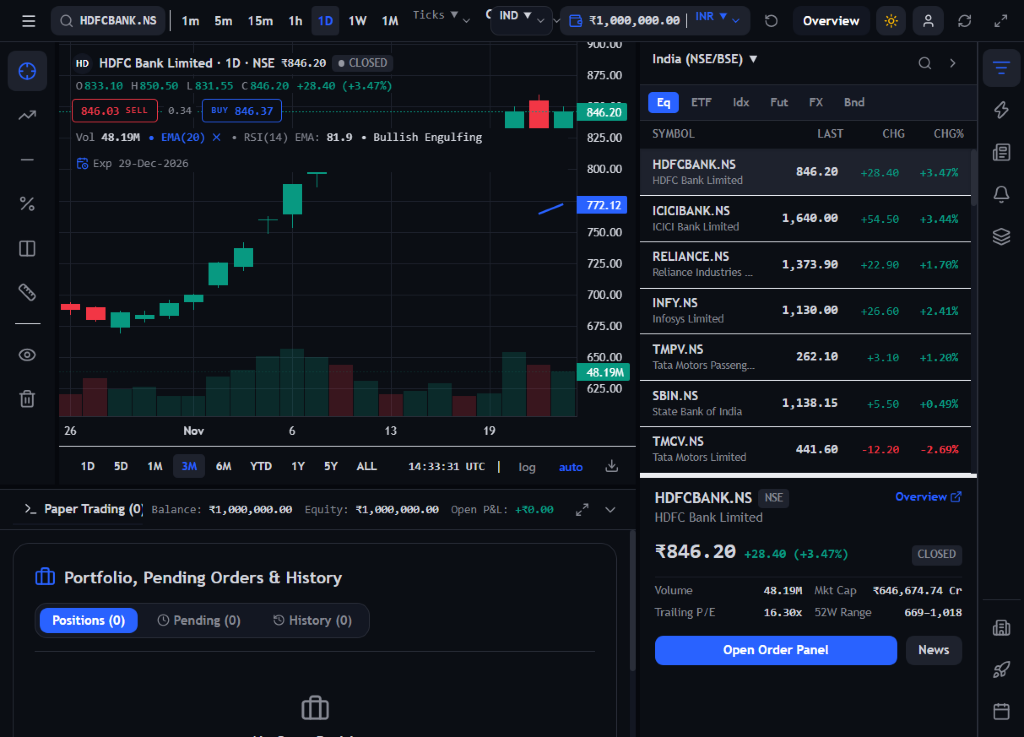 HDFCBANK.NS
1m 5m 15m 1h 1D 1W 1M
Ticks ▼
IND ▼
₹1,000,000.00 | INR ▼
Overview
HD HDFC Bank Limited · 1D · NSE ₹846.20 ● CLOSED
O833.10 H850.50 L831.55 C846.20 +28.40 (+3.47%)
846.03 SELL 0.34 BUY 846.37
Vol 48.19M • EMA(20) ✕ • RSI(14) EMA: 81.9 • Bullish Engulfing
Exp 29-Dec-2026
900.00
875.00
846.20
825.00
800.00
772.12
750.00
725.00
700.00
675.00
650.00
48.19M
625.00
26 Nov 6 13 19
1D 5D 1M 3M 6M YTD 1Y 5Y ALL 14:33:31 UTC | log auto
Paper Trading (0) Balance: ₹1,000,000.00 Equity: ₹1,000,000.00 Open P&L: +₹0.00
Portfolio, Pending Orders & History
Positions (0) Pending (0) History (0)
India (NSE/BSE) ▼
Eq ETF Idx Fut FX Bnd
SYMBOL LAST CHG CHG%
HDFCBANK.NS 846.20 +28.40 +3.47%
HDFC Bank Limited
ICICIBANK.NS 1,640.00 +54.50 +3.44%
ICICI Bank Limited
RELIANCE.NS 1,373.90 +22.90 +1.70%
Reliance Industries ...
INFY.NS 1,130.00 +26.60 +2.41%
Infosys Limited
TMPV.NS 262.10 +3.10 +1.20%
Tata Motors Passeng...
SBIN.NS 1,138.15 +5.50 +0.49%
State Bank of India
TMCV.NS 441.60 -12.20 -2.69%
Tata Motors Limited
HDFCBANK.NS NSE Overview
HDFC Bank Limited
₹846.20 +28.40 (+3.47%) CLOSED
Volume 48.19M Mkt Cap ₹646,674.74 Cr
Trailing P/E 16.30x 52W Range 669–1,018
Open Order Panel News